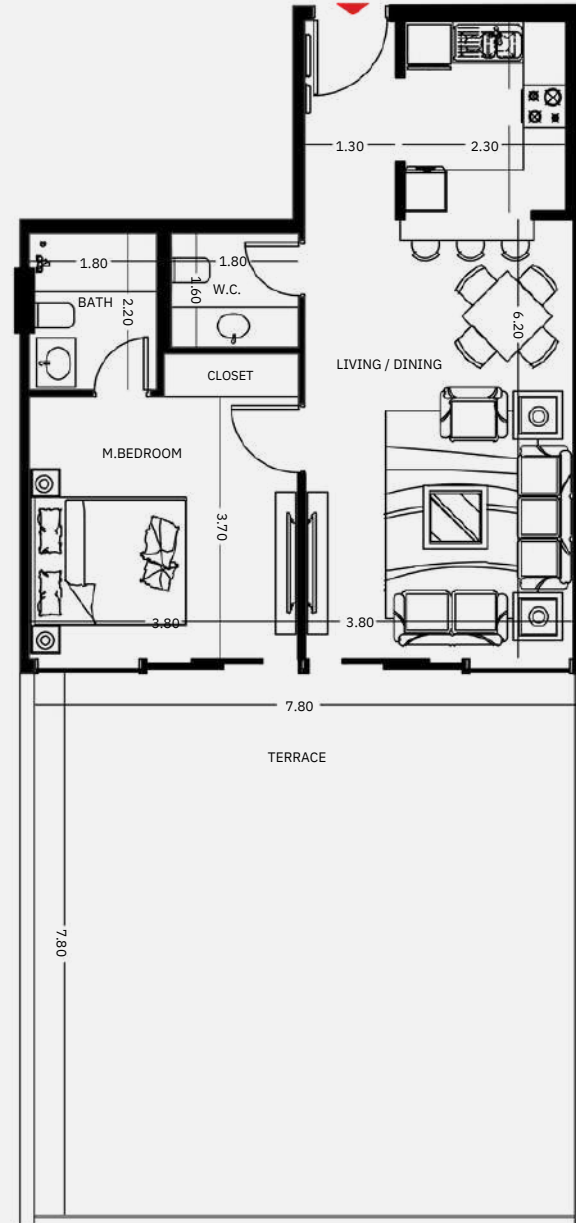 1.30
2.30
1.80
1.80
1.60
W.C.
BATH
2.20
6.20
LIVING / DINING
CLOSET
M.BEDROOM
3.70
3.80
3.80
7.80
TERRACE
7.80